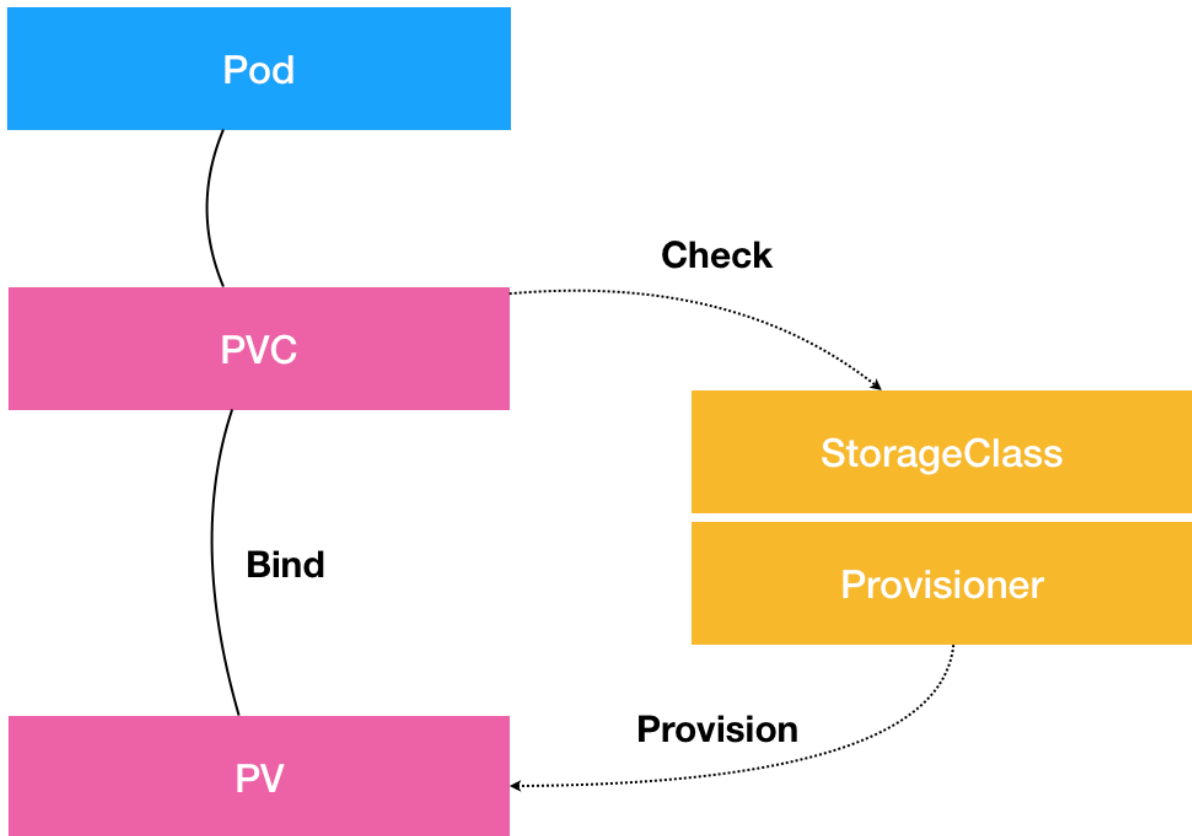 Pod
Check
PVC
StorageClass
Bind
Provisioner
Provision
PV